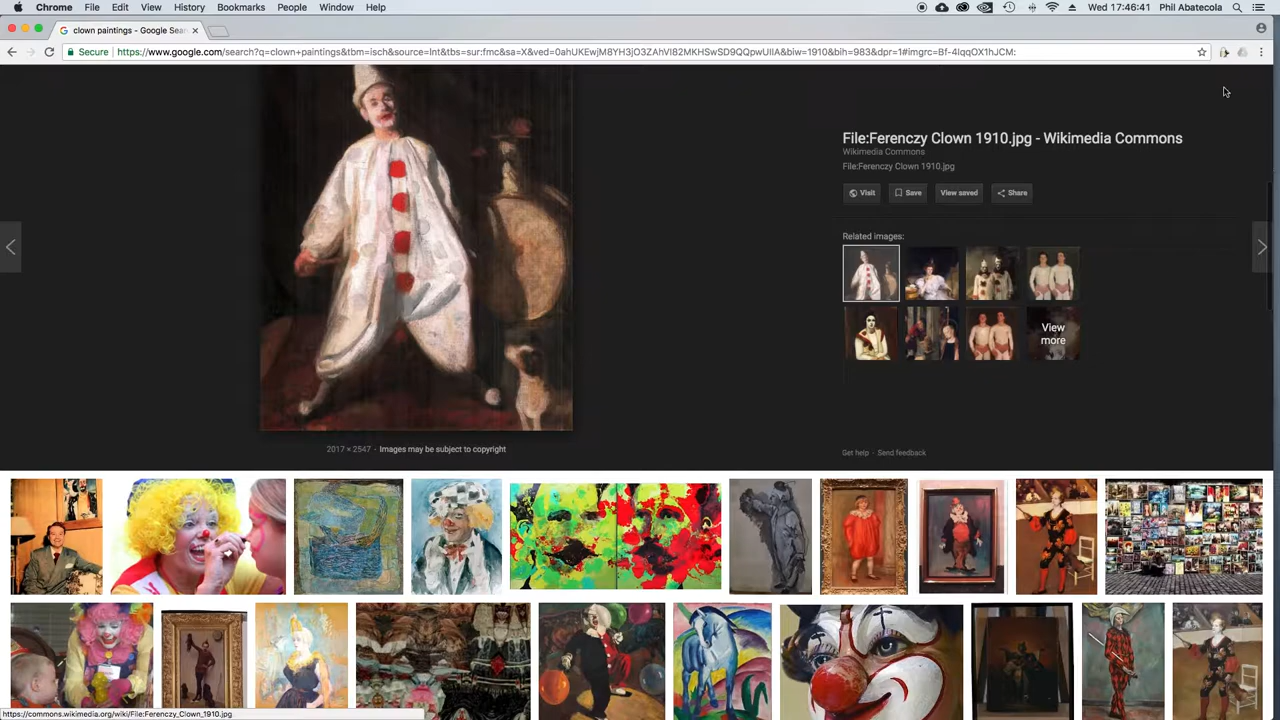 Chrome File Edit View History Bookmarks People Window Help Wed 17:46:41 Phil Abatecola
clown paintings - Google Sear
Phil
Secure https://www.google.com/search?q=clown+paintings&tbm=isch&source=lnt&tbs=sur:fmc&sa=X&ved=0ahUKEwjM8YH3jO3ZAhVI82MKHSwSD9QQpwUIIA&biw=1910&bih=983&dpr=1#imgrc=Bf-4IqqOX1hJCM:
File:Ferenczy Clown 1910.jpg - Wikimedia Commons
Wikimedia Commons
File:Ferenczy Clown 1910.jpg
Visit Save View saved Share
Related images:
View
more
2017 × 2547 · Images may be subject to copyright
Get help · Send feedback
https://commons.wikimedia.org/wiki/File:Ferenczy_Clown_1910.jpg